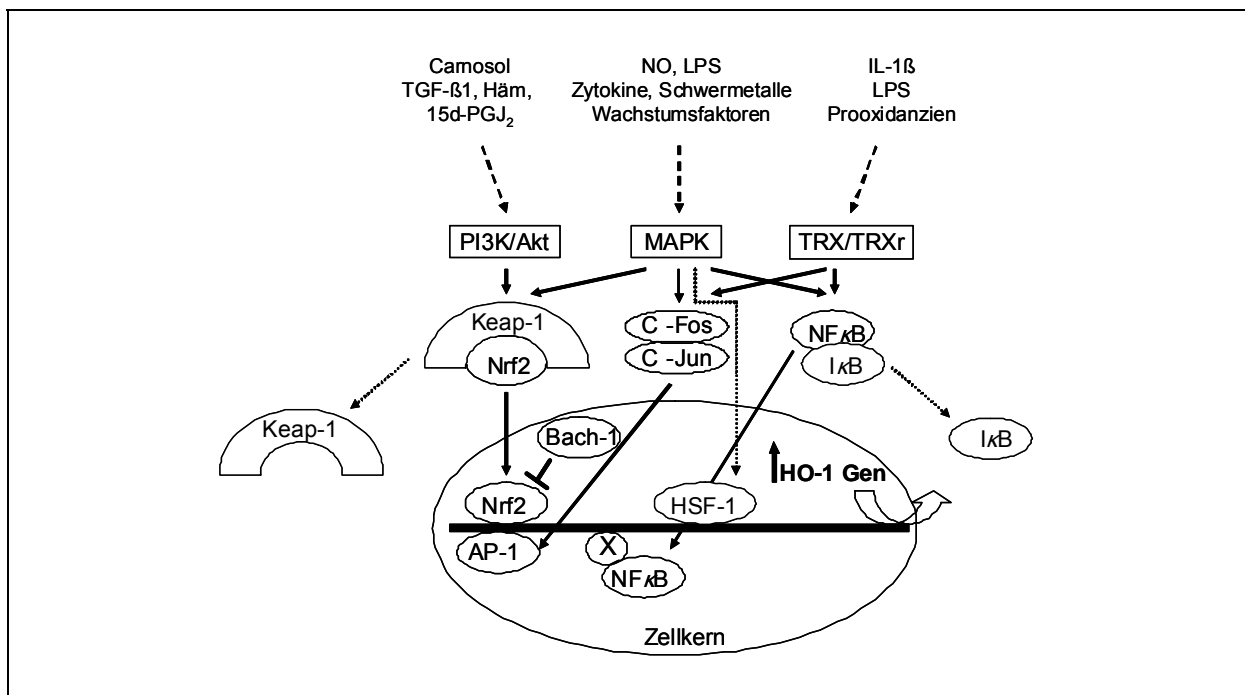 Carnosol
TGF-ß1, Häm,
15d-PGJ₂
NO, LPS
Zytokine, Schwermetalle
Wachstumsfaktoren
IL-1ß
LPS
Prooxidanzien
PI3K/Akt
MAPK
TRX/TRXr
Keap-1
Nrf2
C -Fos
C -Jun
NFκB
IκB
Keap-1
Bach-1
IκB
HO-1 Gen
Nrf2
HSF-1
AP-1
X
NFκB
Zellkern